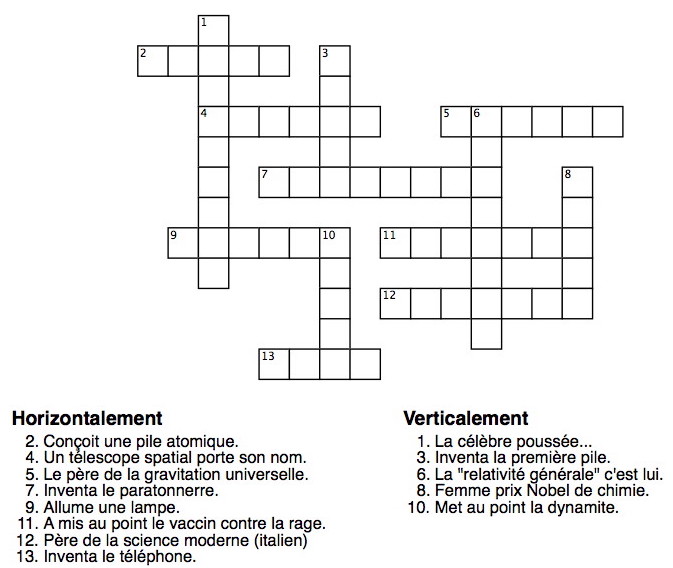 1
2
3
4
5
6
7
8
9
10
11
12
13
Horizontalement
2. Conçoit une pile atomique.
4. Un télescope spatial porte son nom.
5. Le père de la gravitation universelle.
7. Inventa le paratonnerre.
9. Allume une lampe.
11. A mis au point le vaccin contre la rage.
12. Père de la science moderne (italien)
13. Inventa le téléphone.
Verticalement
1. La célèbre poussée...
3. Inventa la première pile.
6. La "relativité générale" c'est lui.
8. Femme prix Nobel de chimie.
10. Met au point la dynamite.